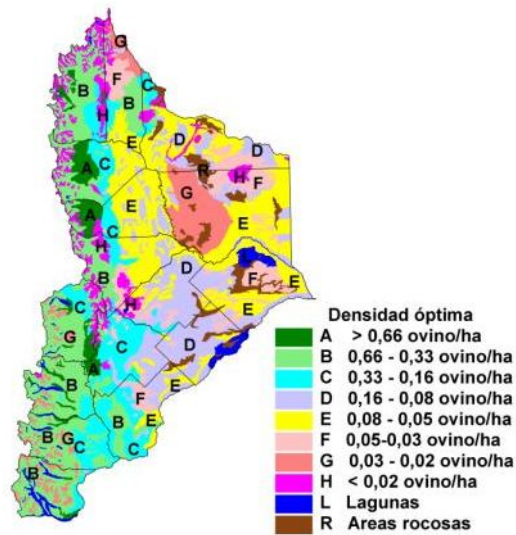 G
F
B
C
B
H
D
E
D
R
A
C
H
F
E
G
A
E
C
H
D
L
B
F
E
H
C
E
G
C
D
A
B
E
F
B
E
B
G
C
C
B
Densidad óptima
A > 0,66 ovino/ha
B 0,66 - 0,33 ovino/ha
C 0,33 - 0,16 ovino/ha
D 0,16 - 0,08 ovino/ha
E 0,08 - 0,05 ovino/ha
F 0,05-0,03 ovino/ha
G 0,03 - 0,02 ovino/ha
H < 0,02 ovino/ha
L Lagunas
R Areas rocosas